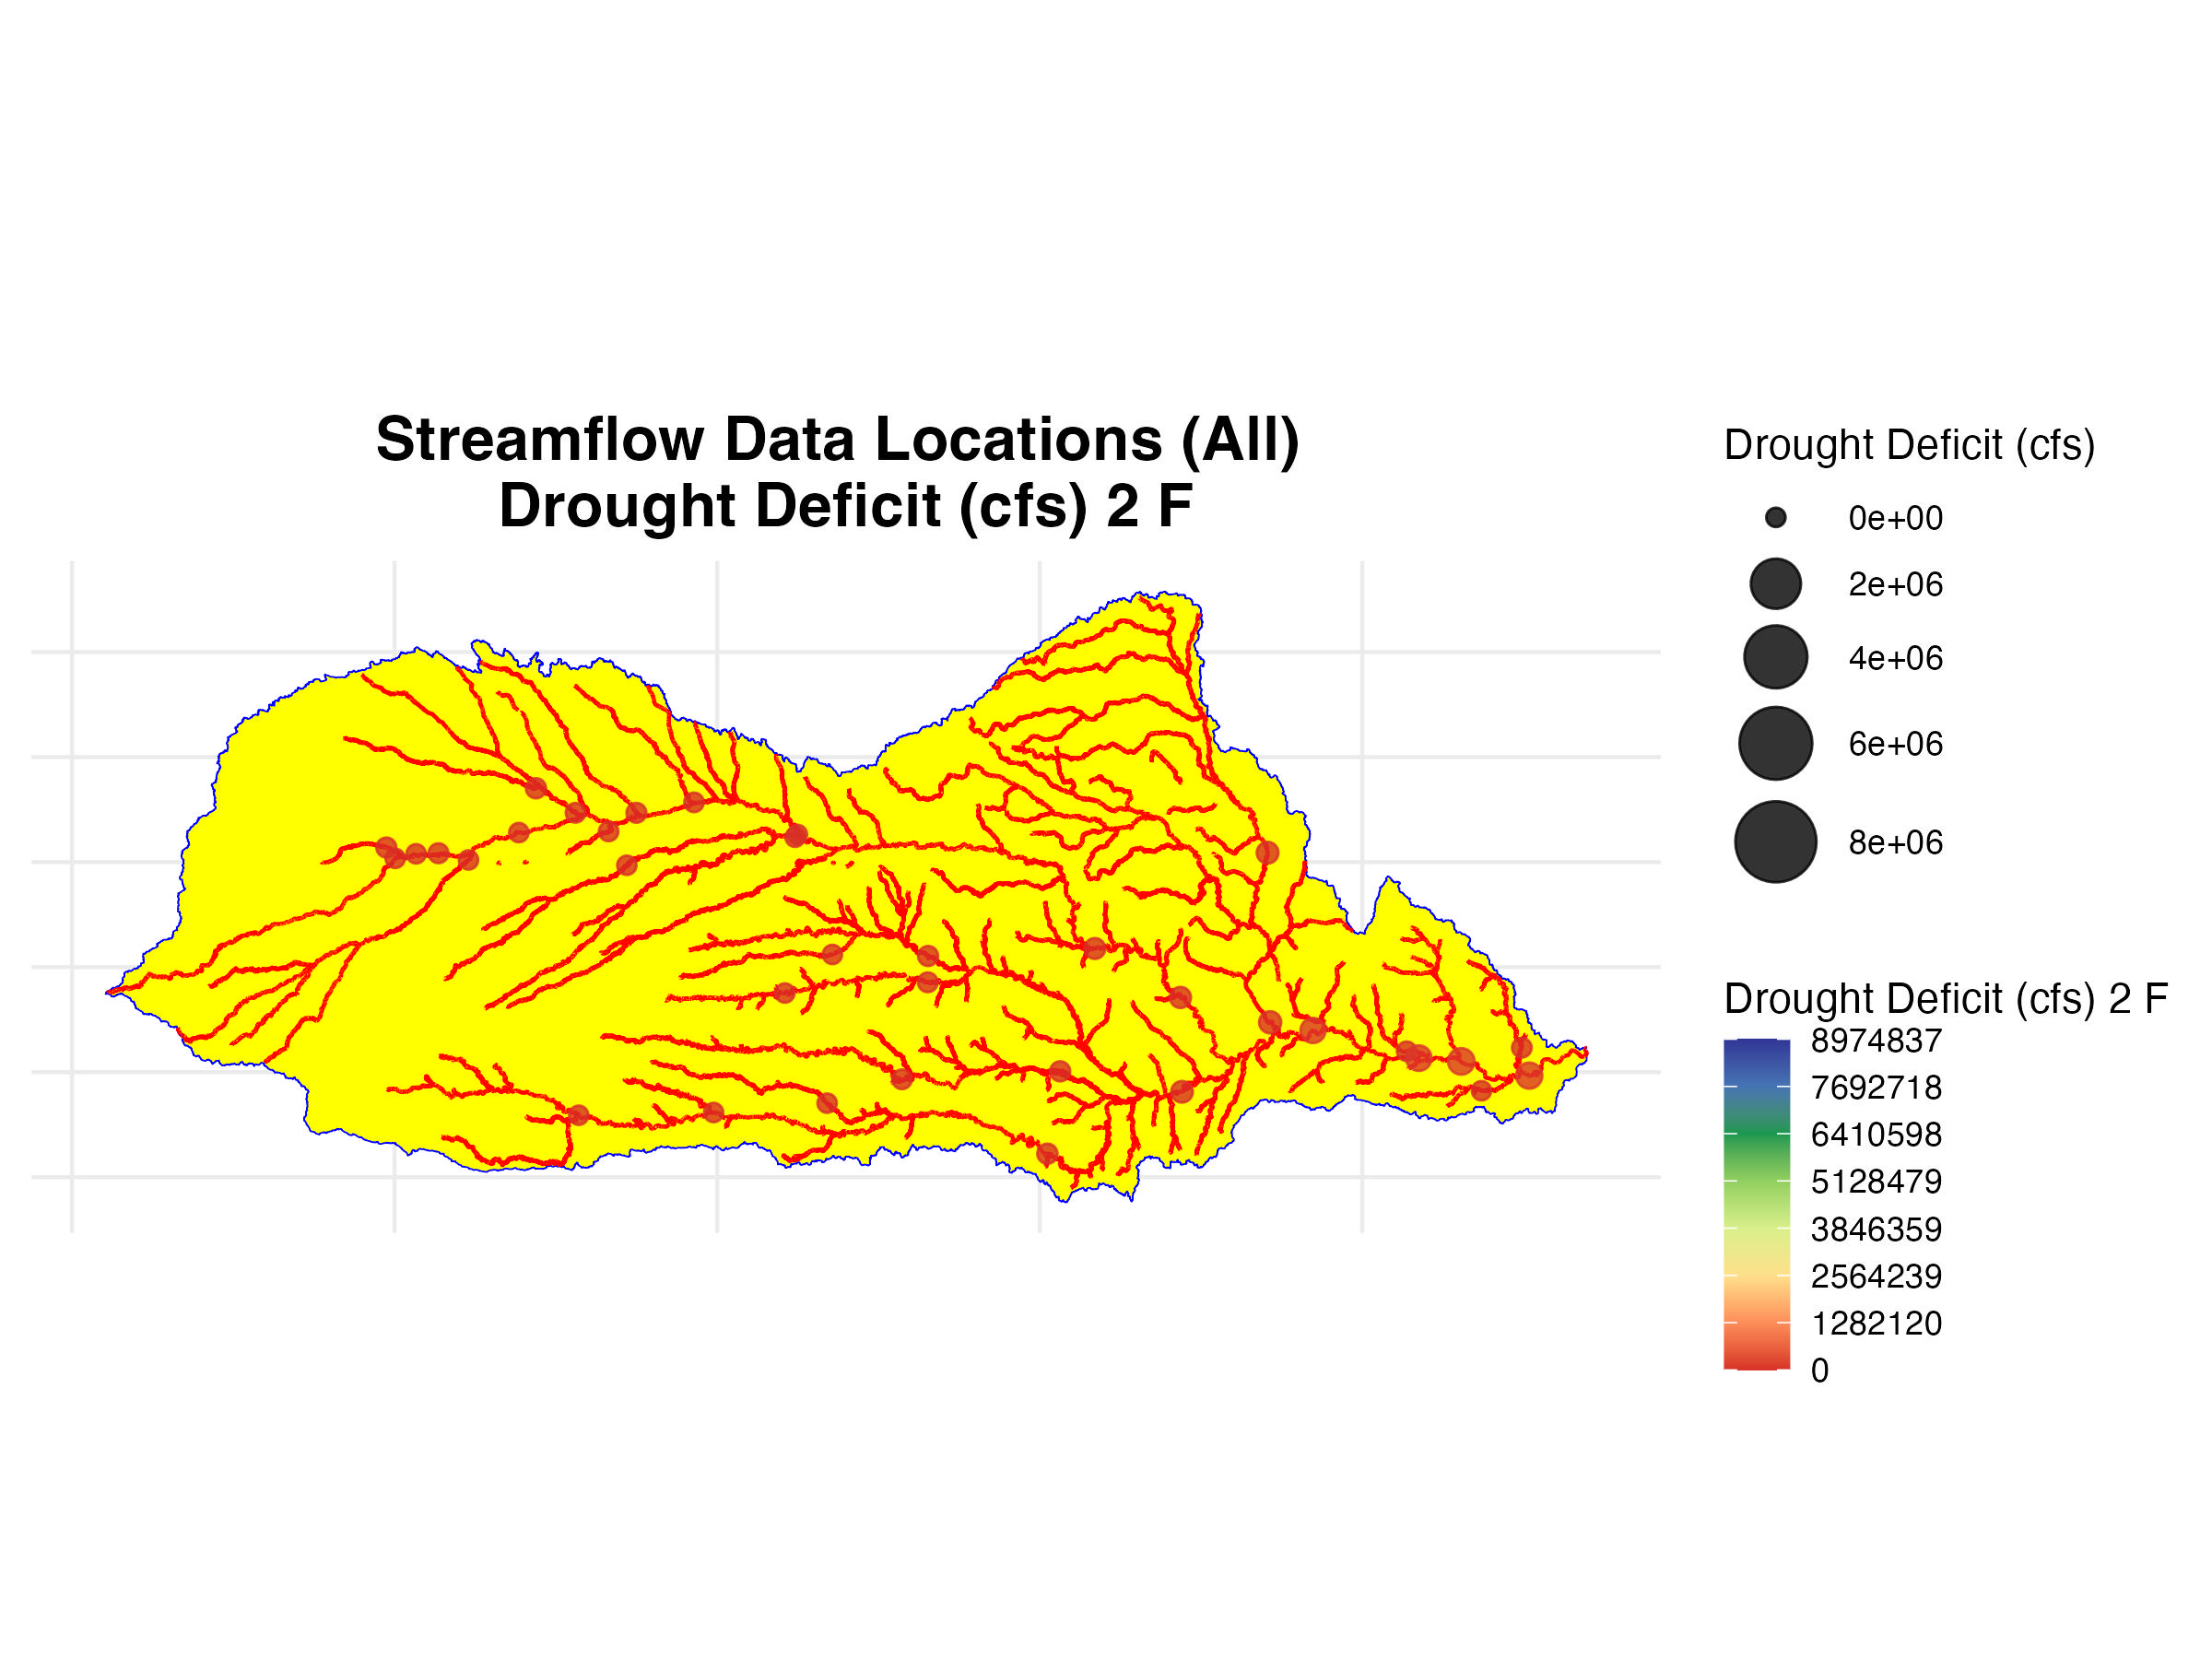 Streamflow Data Locations (All)
Drought Deficit (cfs) 2 F
Drought Deficit (cfs)
0e+00
2e+06
4e+06
6e+06
8e+06
Drought Deficit (cfs) 2 F
8974837
7692718
6410598
5128479
3846359
2564239
1282120
0